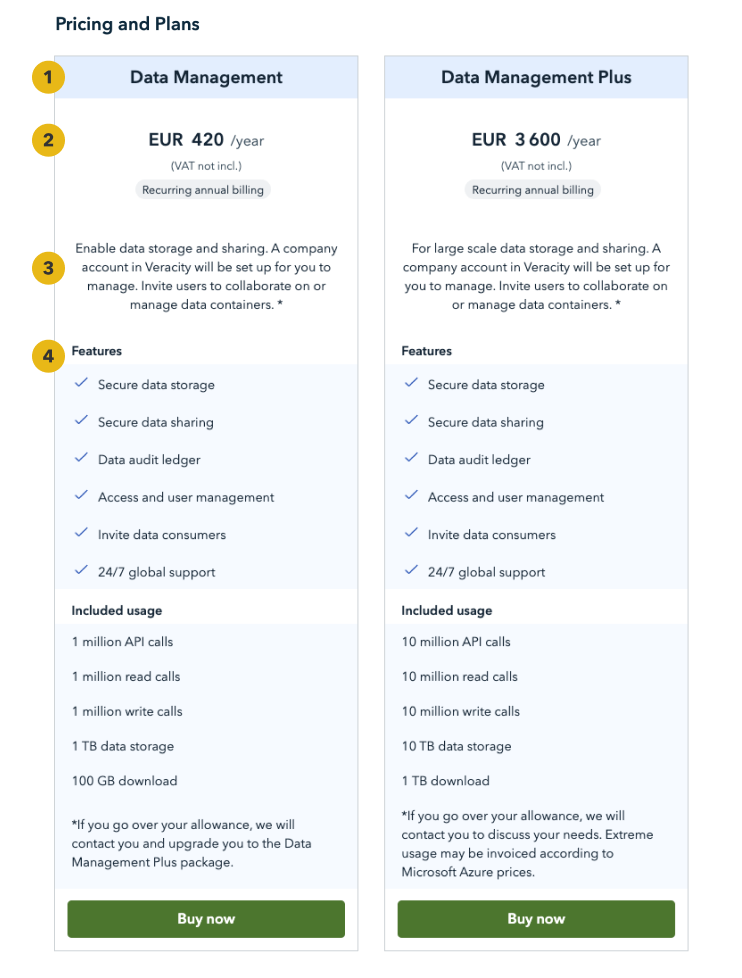 Pricing and Plans
1
Data Management
2
EUR 420 /year
(VAT not incl.)
Recurring annual billing
3
Enable data storage and sharing. A company
account in Veracity will be set up for you to
manage. Invite users to collaborate on or
manage data containers. *
4
Features
Secure data storage
Secure data sharing
Data audit ledger
Access and user management
Invite data consumers
24/7 global support
Included usage
1 million API calls
1 million read calls
1 million write calls
1 TB data storage
100 GB download
*If you go over your allowance, we will
contact you and upgrade you to the Data
Management Plus package.
Buy now
Data Management Plus
EUR 3 600 /year
(VAT not incl.)
Recurring annual billing
For large scale data storage and sharing. A
company account in Veracity will be set up for
you to manage. Invite users to collaborate on
or manage data containers. *
Features
Secure data storage
Secure data sharing
Data audit ledger
Access and user management
Invite data consumers
24/7 global support
Included usage
10 million API calls
10 million read calls
10 million write calls
10 TB data storage
1 TB download
*If you go over your allowance, we will
contact you to discuss your needs. Extreme
usage may be invoiced according to
Microsoft Azure prices.
Buy now